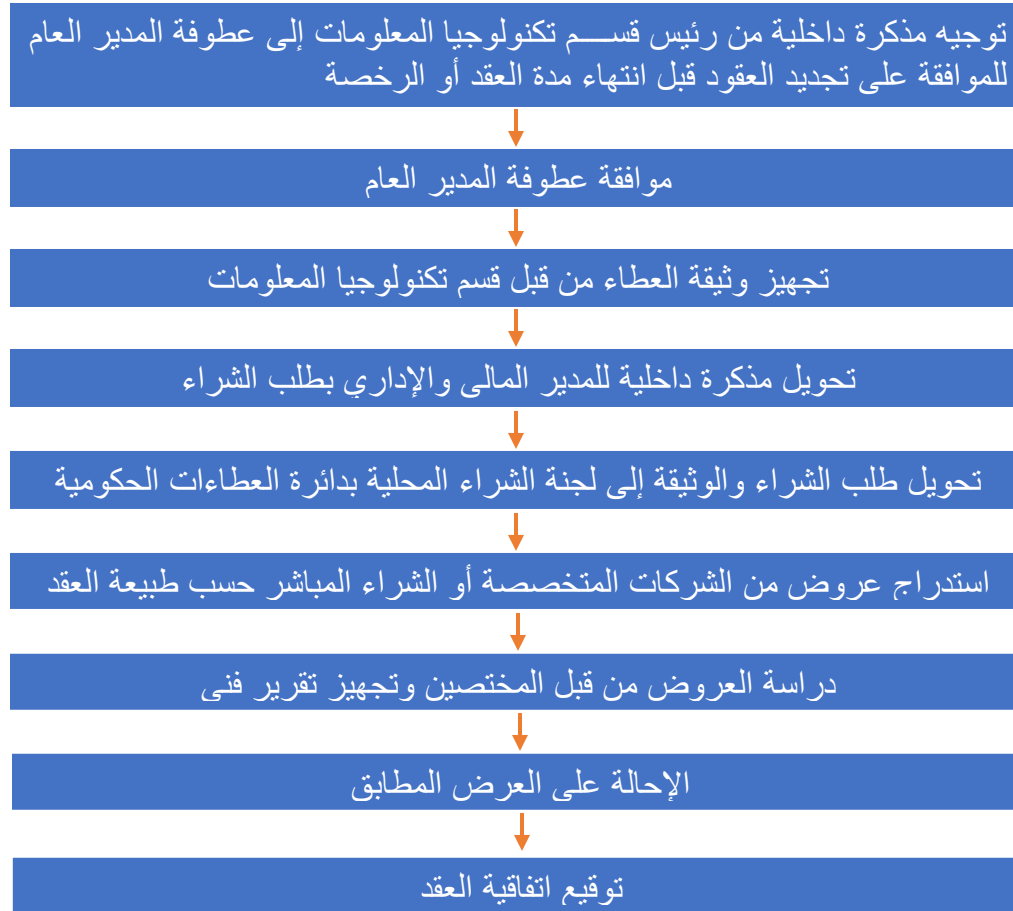 توجيه مذكرة داخلية من رئيس قســـم تكنولوجيا المعلومات إلى عطوفة المدير العام
للموافقة على تجديد العقود قبل انتهاء مدة العقد أو الرخصة
موافقة عطوفة المدير العام
تجهيز وثيقة العطاء من قبل قسم تكنولوجيا المعلومات
تحويل مذكرة داخلية للمدير المالي والإداري بطلب الشراء
تحويل طلب الشراء والوثيقة إلى لجنة الشراء المحلية بدائرة العطاءات الحكومية
استدراج عروض من الشركات المتخصصة أو الشراء المباشر حسب طبيعة العقد
دراسة العروض من قبل المختصين وتجهيز تقرير فني
الإحالة على العرض المطابق
توقيع اتفاقية العقد